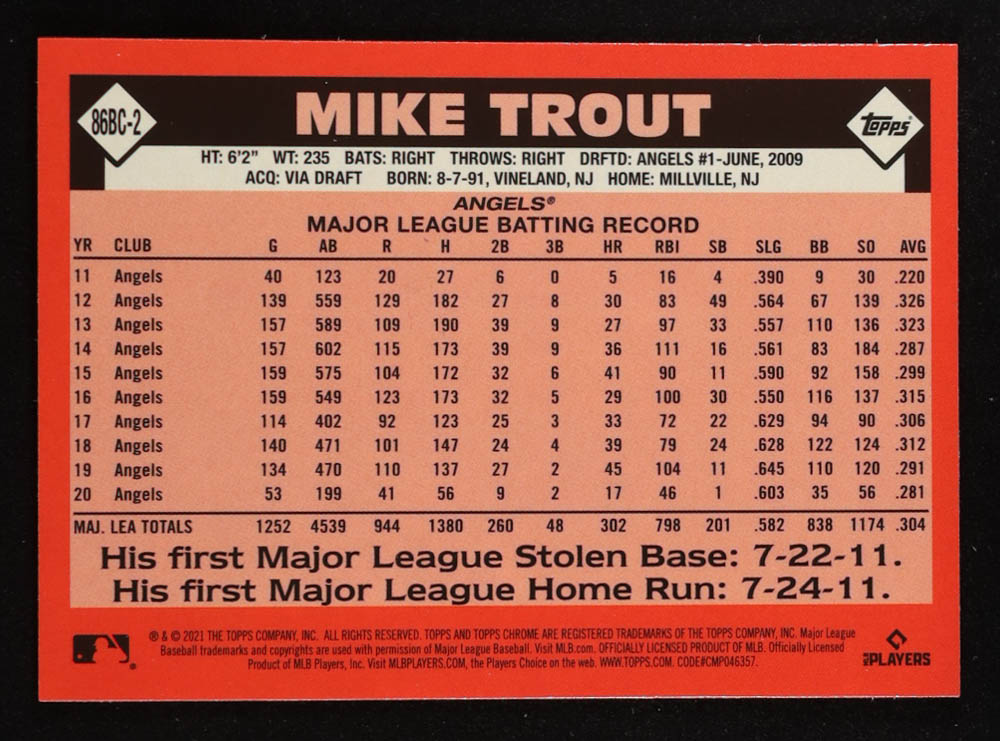 86BC-2
MIKE TROUT
Topps®
HT: 6'2" WT: 235 BATS: RIGHT THROWS: RIGHT DRFTD: ANGELS #1-JUNE, 2009
ACQ: VIA DRAFT BORN: 8-7-91, VINELAND, NJ HOME: MILLVILLE, NJ
ANGELS®
MAJOR LEAGUE BATTING RECORD
YR CLUB G AB R H 2B 3B HR RBI SB SLG BB SO AVG
11 Angels 40 123 20 27 6 0 5 16 4 .390 9 30 .220
12 Angels 139 559 129 182 27 8 30 83 49 .564 67 139 .326
13 Angels 157 589 109 190 39 9 27 97 33 .557 110 136 .323
14 Angels 157 602 115 173 39 9 36 111 16 .561 83 184 .287
15 Angels 159 575 104 172 32 6 41 90 11 .590 92 158 .299
16 Angels 159 549 123 173 32 5 29 100 30 .550 116 137 .315
17 Angels 114 402 92 123 25 3 33 72 22 .629 94 90 .306
18 Angels 140 471 101 147 24 4 39 79 24 .628 122 124 .312
19 Angels 134 470 110 137 27 2 45 104 11 .645 110 120 .291
20 Angels 53 199 41 56 9 2 17 46 1 .603 35 56 .281
MAJ. LEA TOTALS 1252 4539 944 1380 260 48 302 798 201 .582 838 1174 .304
His first Major League Stolen Base: 7-22-11.
His first Major League Home Run: 7-24-11.
® & © 2021 THE TOPPS COMPANY, INC. ALL RIGHTS RESERVED. TOPPS AND TOPPS CHROME ARE REGISTERED TRADEMARKS OF THE TOPPS COMPANY, INC. Major League
Baseball trademarks and copyrights are used with permission of Major League Baseball. Visit MLB.com. OFFICIALLY LICENSED PRODUCT OF MLB. Officially Licensed
Product of MLB Players, Inc. Visit MLBPLAYERS.COM, the Players Choice on the web. WWW.TOPPS.COM. CODE#CMP046357.
MLB PLAYERS